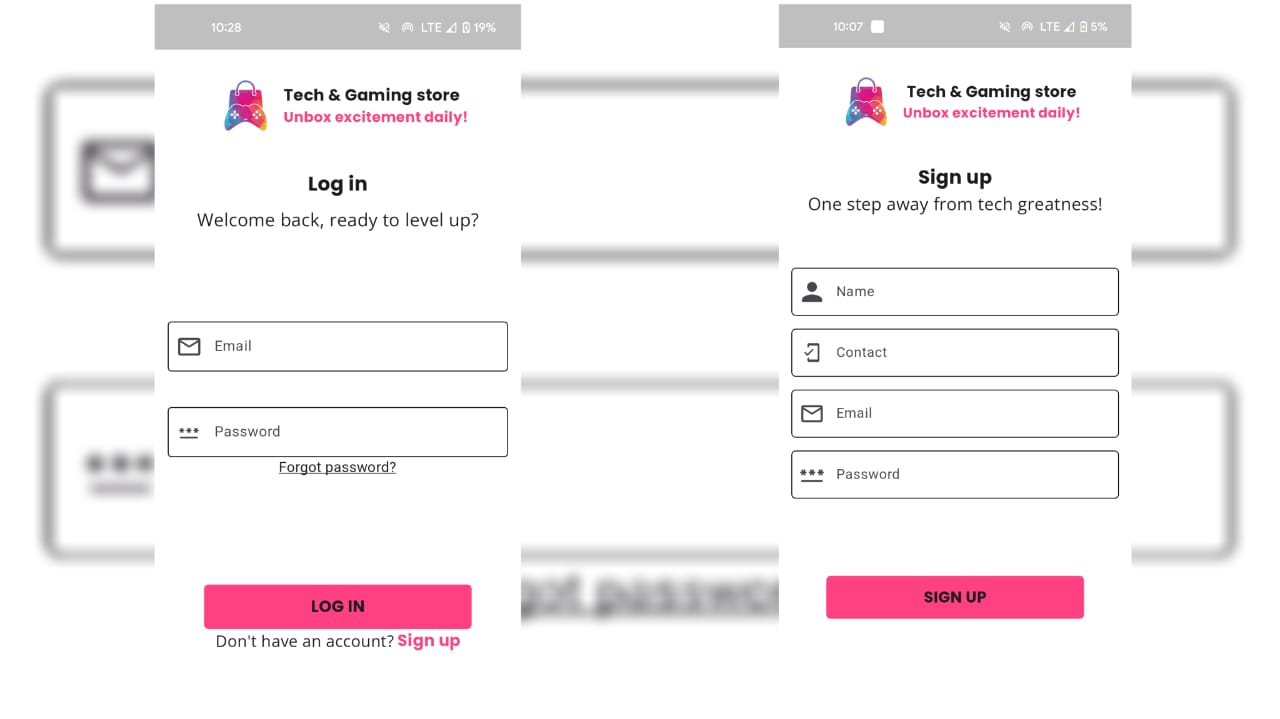 10:28
LTE 19%
Tech & Gaming store
Unbox excitement daily!
Log in
Welcome back, ready to level up?
Email
Password
Forgot password?
LOG IN
Don't have an account? Sign up
10:07
LTE 5%
Tech & Gaming store
Unbox excitement daily!
Sign up
One step away from tech greatness!
Name
Contact
Email
Password
SIGN UP